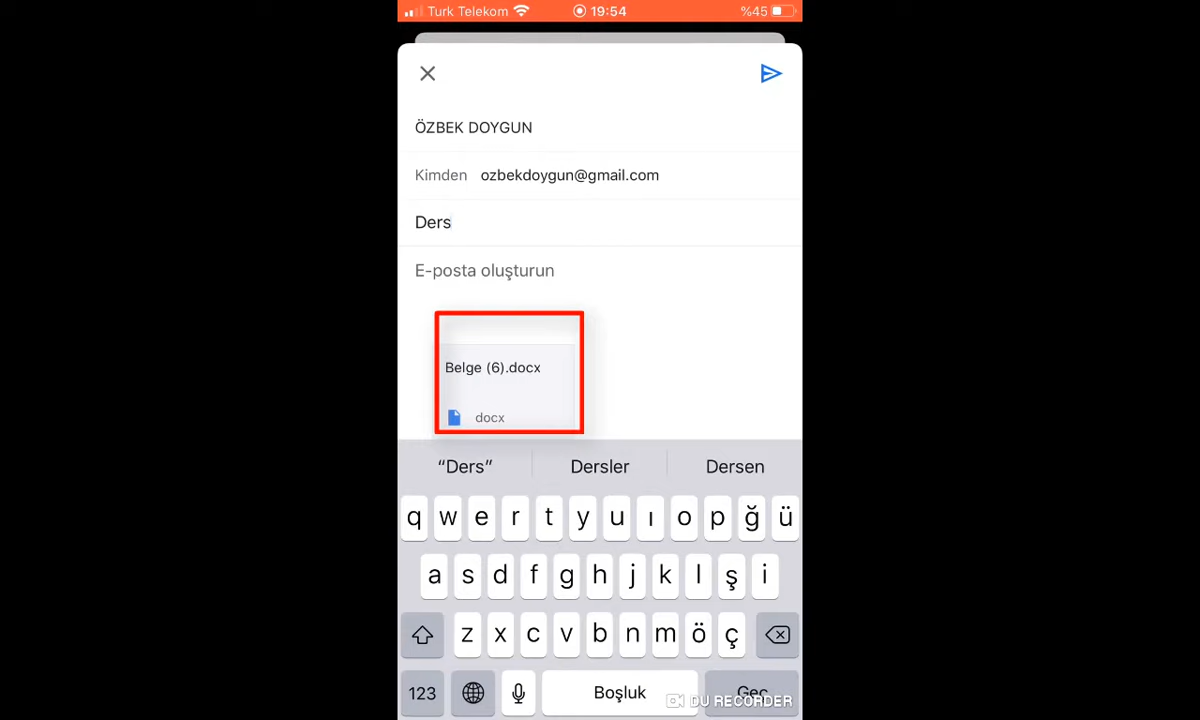 Turk Telekom 19:54 %45
ÖZBEK DOYGUN
Kimden ozbekdoygun@gmail.com
Ders
E-posta oluşturun
Belge (6).docx
docx
“Ders” Dersler Dersen
q w e r t y u ı o p ğ ü
a s d f g h j k l ş i
z x c v b n m ö ç
123 Boşluk Geç
DU RECORDER